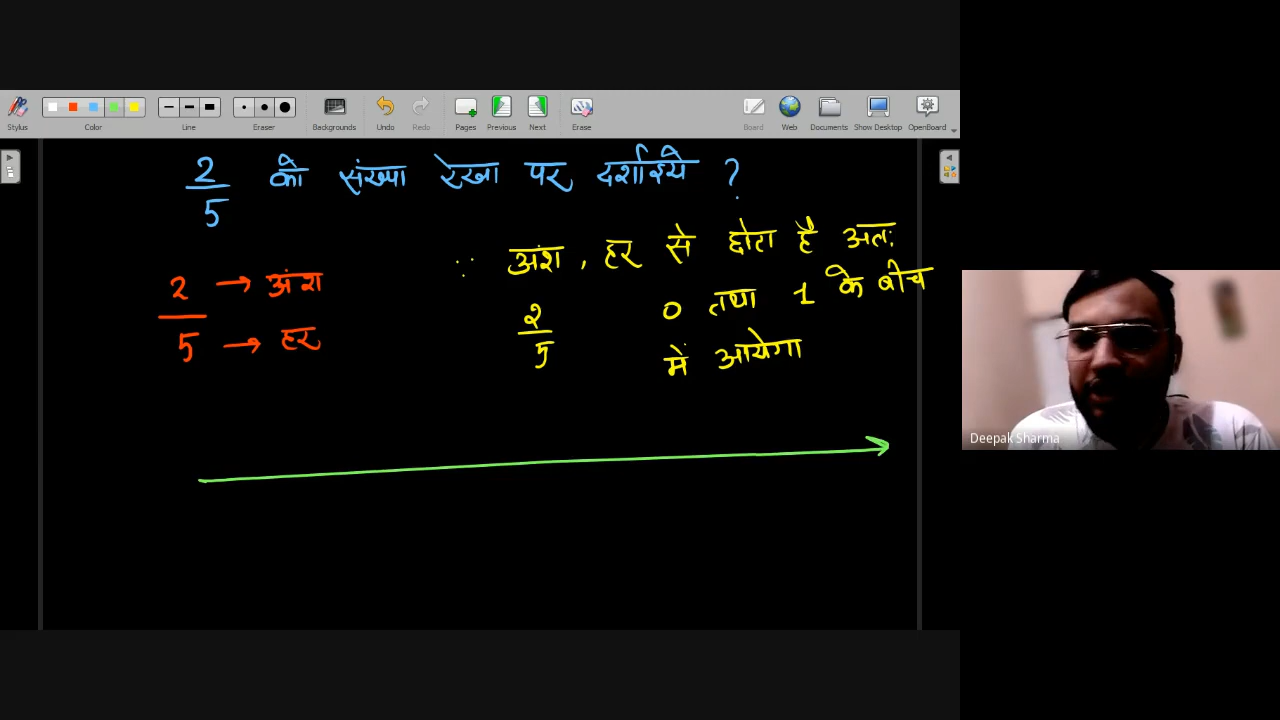 Stylus Color Line Eraser Backgrounds Undo Redo Pages Previous Next Erase Board Web Documents Show Desktop OpenBoard
2/5 को संख्या रेखा पर दर्शाइये ?
∵ अंश, हर से छोटा है अतः
2/5 0 तथा 1 के बीच
में आयेगा
2 → अंश
5 → हर
Deepak Sharma